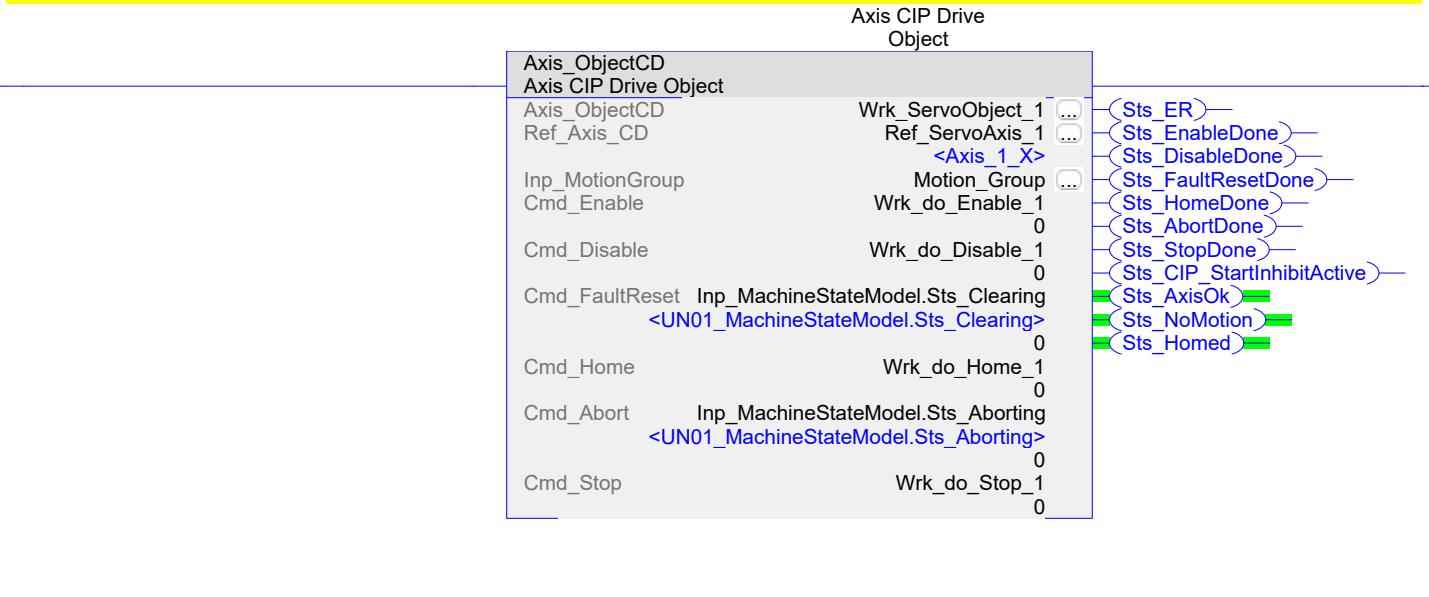 Axis CIP Drive
Object
Axis_ObjectCD
Axis CIP Drive Object
Axis_ObjectCD Wrk_ServoObject_1 ... Sts_ER
Ref_Axis_CD Ref_ServoAxis_1 ... Sts_EnableDone
<Axis_1_X> Sts_DisableDone
Inp_MotionGroup Motion_Group ... Sts_FaultResetDone
Cmd_Enable Wrk_do_Enable_1 Sts_HomeDone
0 Sts_AbortDone
Cmd_Disable Wrk_do_Disable_1 Sts_StopDone
0 Sts_CIP_StartInhibitActive
Cmd_FaultReset Inp_MachineStateModel.Sts_Clearing Sts_AxisOk
<UN01_MachineStateModel.Sts_Clearing> Sts_NoMotion
0 Sts_Homed
Cmd_Home Wrk_do_Home_1
0
Cmd_Abort Inp_MachineStateModel.Sts_Aborting
<UN01_MachineStateModel.Sts_Aborting>
0
Cmd_Stop Wrk_do_Stop_1
0